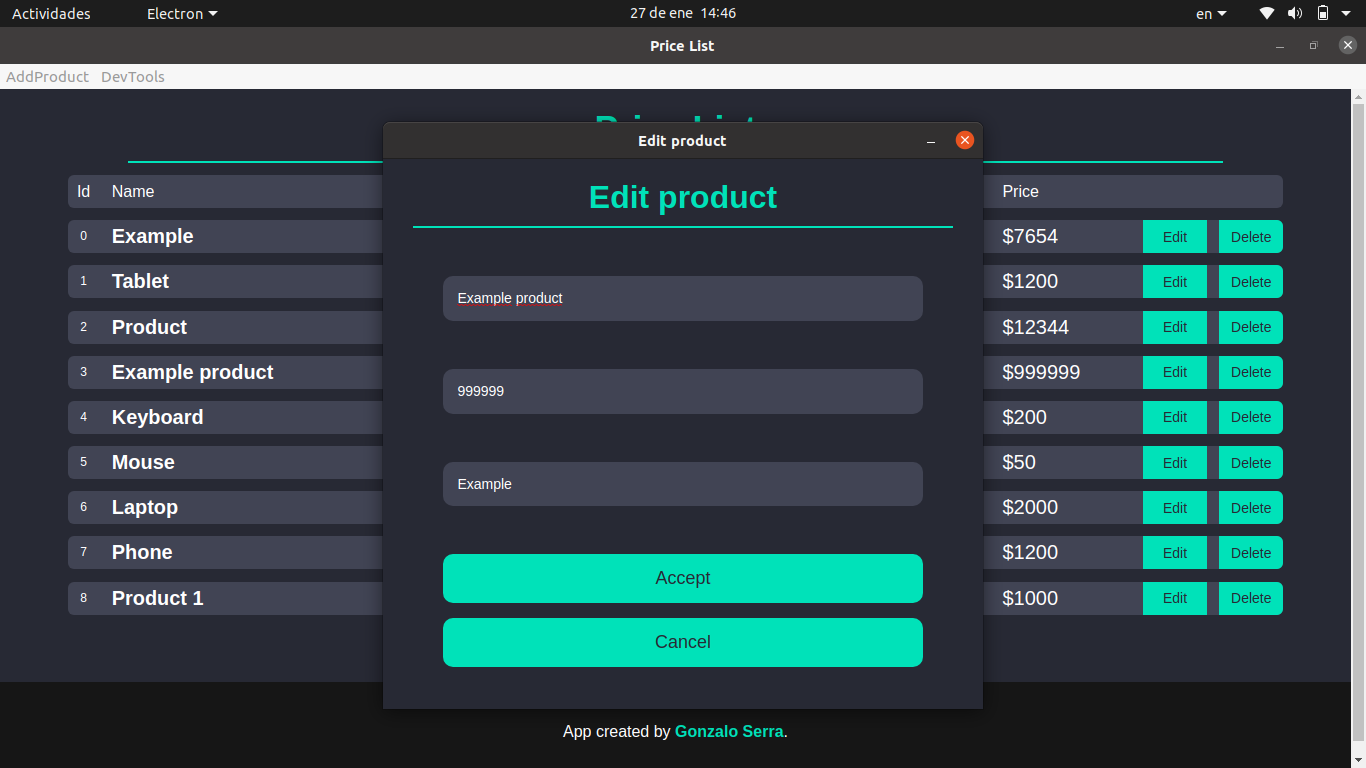 Actividades Electron 27 de ene 14:46 en
Price List
AddProduct DevTools
Price List
Edit product
Edit product
Id Name Price
0 Example $7654 Edit Delete
1 Tablet $1200 Edit Delete
2 Product $12344 Edit Delete
3 Example product $999999 Edit Delete
4 Keyboard $200 Edit Delete
5 Mouse $50 Edit Delete
6 Laptop $2000 Edit Delete
7 Phone $1200 Edit Delete
8 Product 1 $1000 Edit Delete
Example product
999999
Example
Accept
Cancel
App created by Gonzalo Serra.